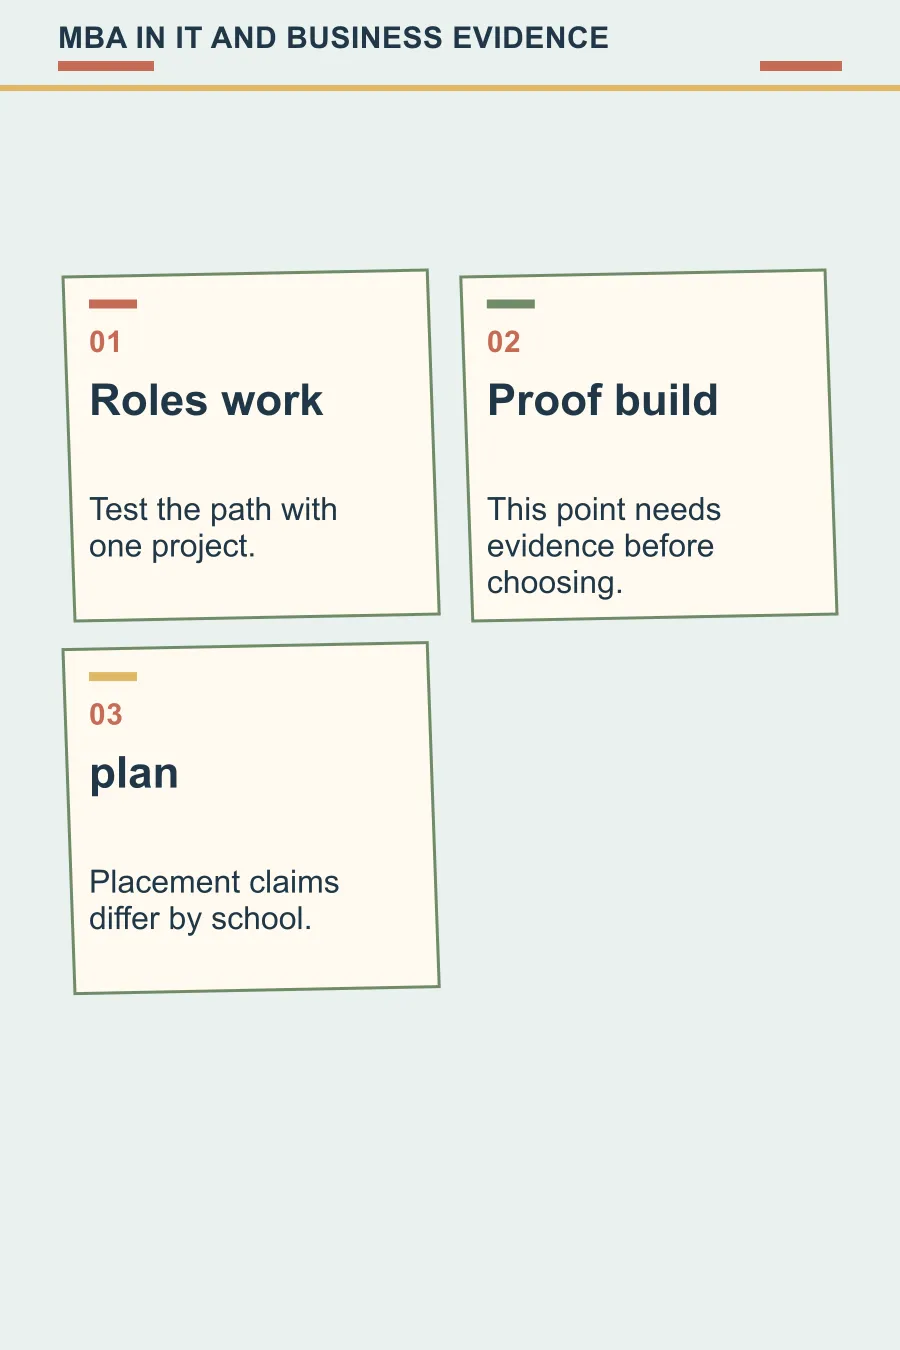 MBA IN IT AND BUSINESS EVIDENCE
01
Roles work
Test the path with
one project.
02
Proof build
This point needs
evidence before
choosing.
03
plan
Placement claims
differ by school.